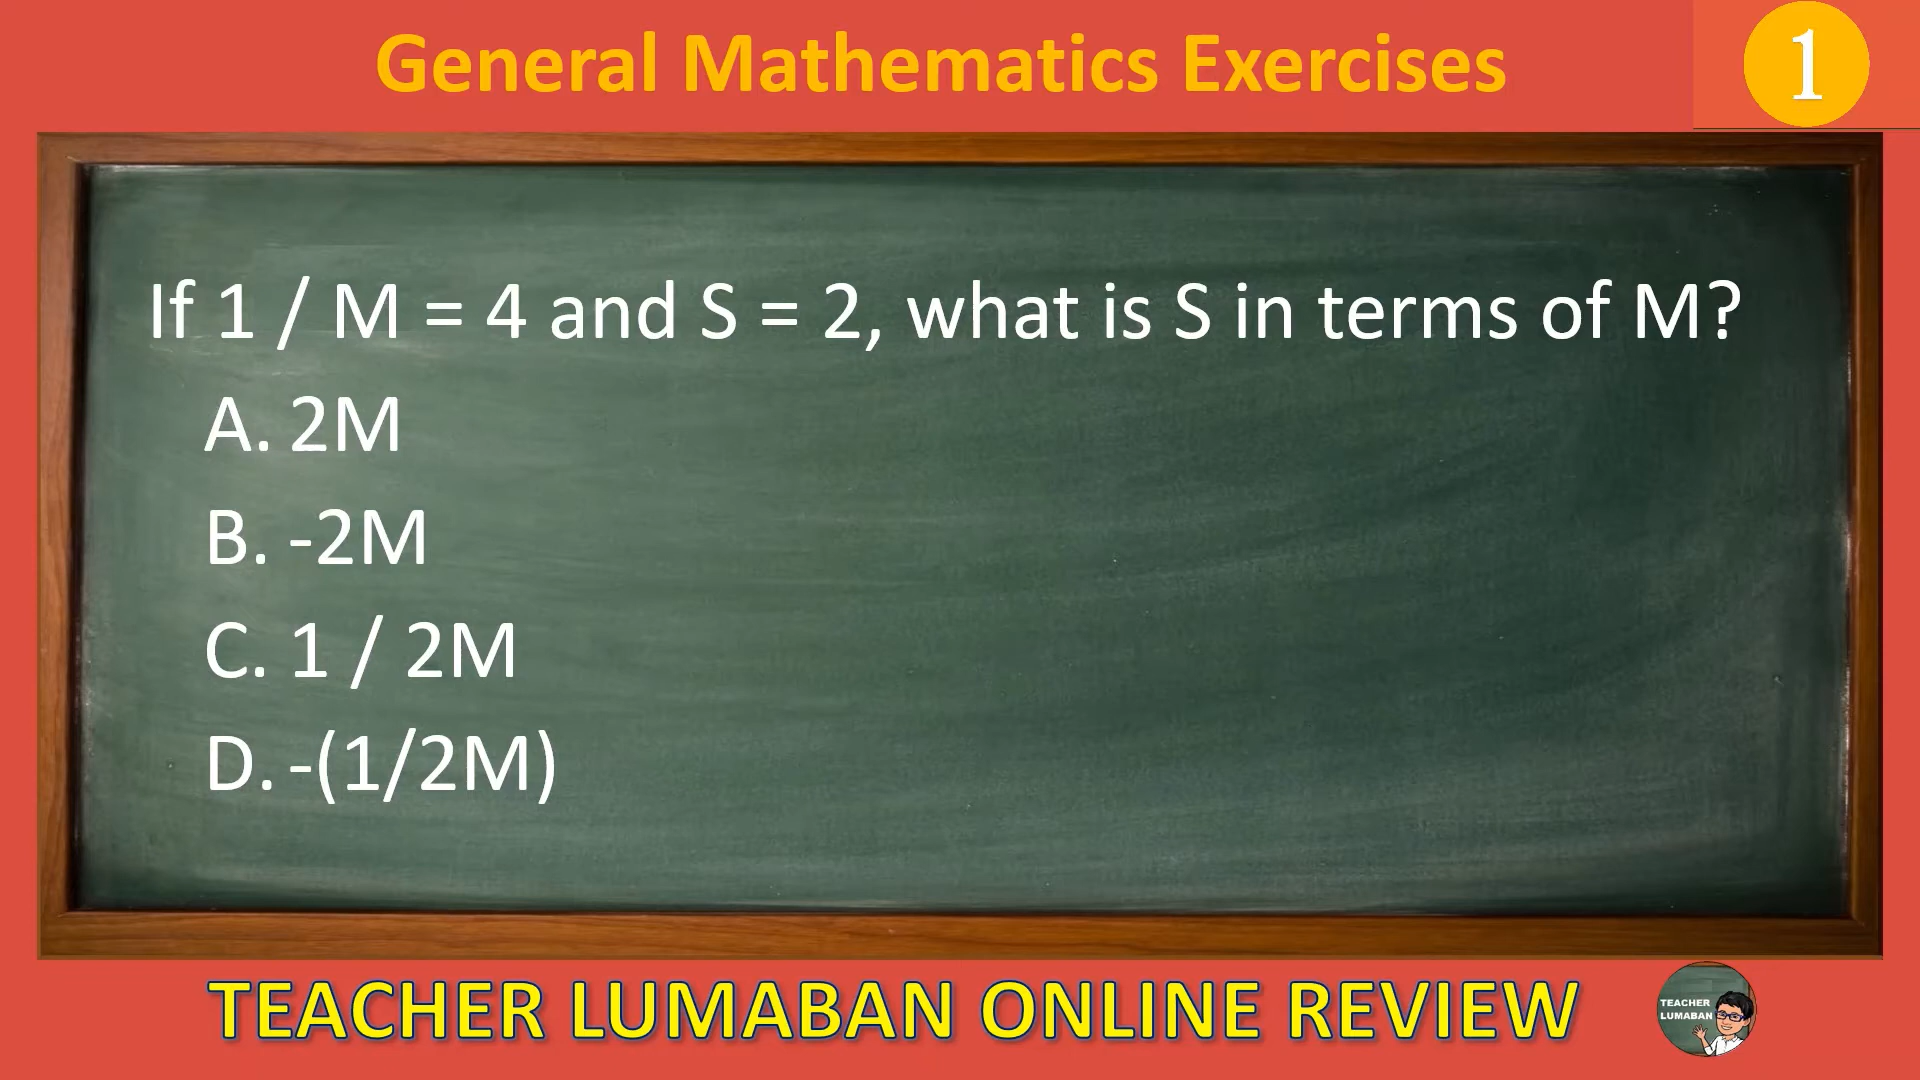 General Mathematics Exercises
1
If 1 / M = 4 and S = 2, what is S in terms of M?
A. 2M
B. -2M
C. 1 / 2M
D. -(1/2M)
TEACHER LUMABAN ONLINE REVIEW
TEACHER
LUMABAN